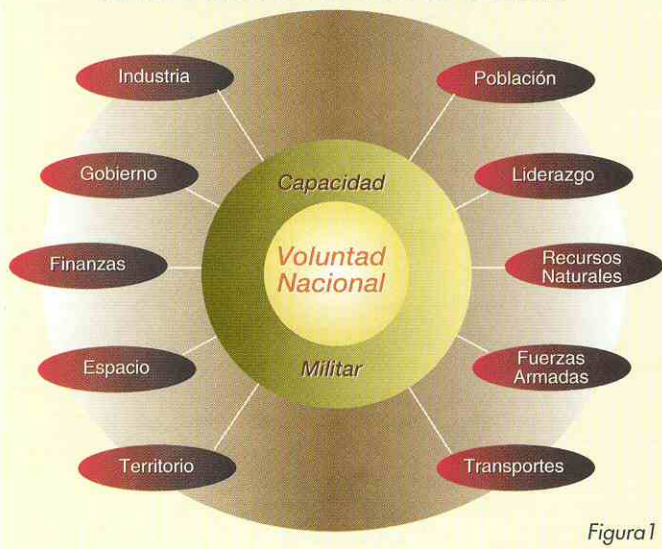 Industria
Población
Gobierno
Capacidad
Liderazgo
Finanzas
Voluntad
Nacional
Recursos
Naturales
Espacio
Militar
Fuerzas
Armadas
Territorio
Transportes
Figura1